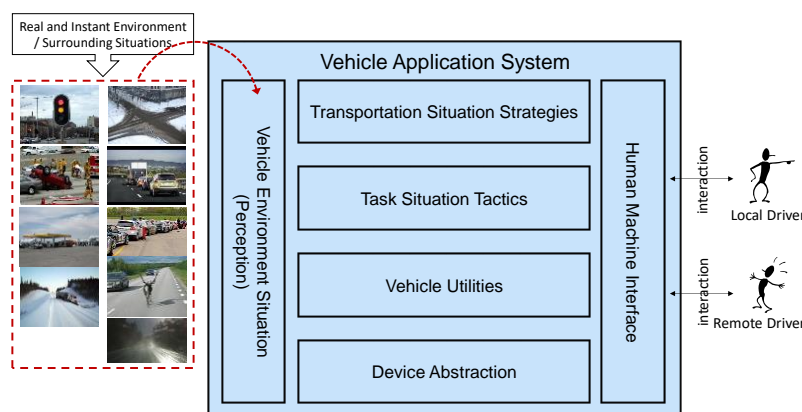 Real and Instant Environment
/ Surrounding Situations
Vehicle Application System
Vehicle Environment Situation
(Perception)
Transportation Situation Strategies
Task Situation Tactics
Vehicle Utilities
Device Abstraction
Human Machine Interface
interaction
Local Driver
interaction
Remote Driver